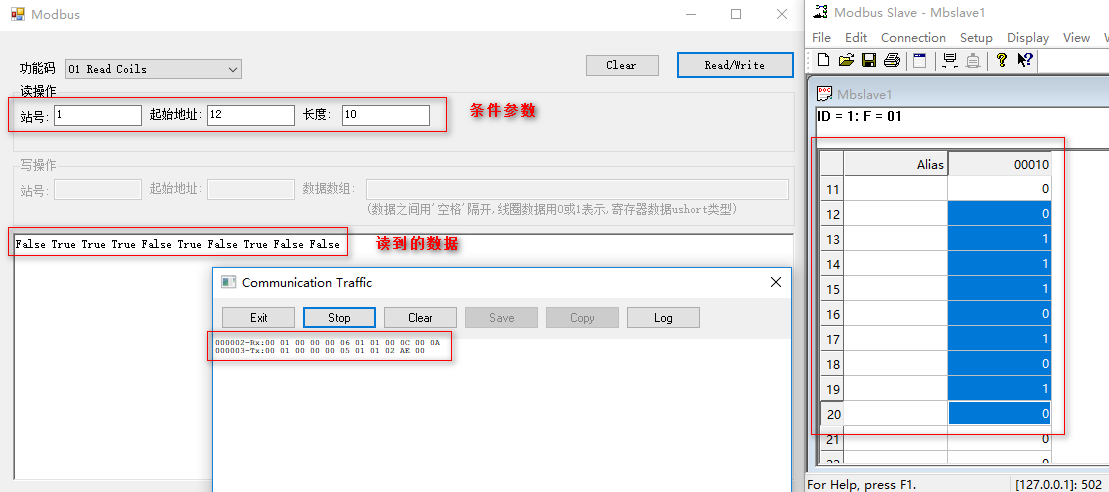 Modbus
功能码 01 Read Coils Clear Read/Write
读操作
站号: 1 起始地址: 12 长度: 10 条件参数
写操作
站号: 起始地址: 数据数组:
(数据之间用'空格'隔开,线圈数据用0或1表示,寄存器数据ushort类型)
False True True True False True False True False False 读到的数据
Communication Traffic
Exit Stop Clear Save Copy Log
000002-Rx:00 01 00 00 00 06 01 01 00 0C 00 0A
000003-Tx:00 01 00 00 00 05 01 01 02 AE 00
Modbus Slave - Mbslave1
File Edit Connection Setup Display View
Mbslave1
ID = 1: F = 01
Alias 00010
11 0
12 0
13 1
14 1
15 1
16 0
17 1
18 0
19 1
20 0
21 0
For Help, press F1. [127.0.0.1]: 502